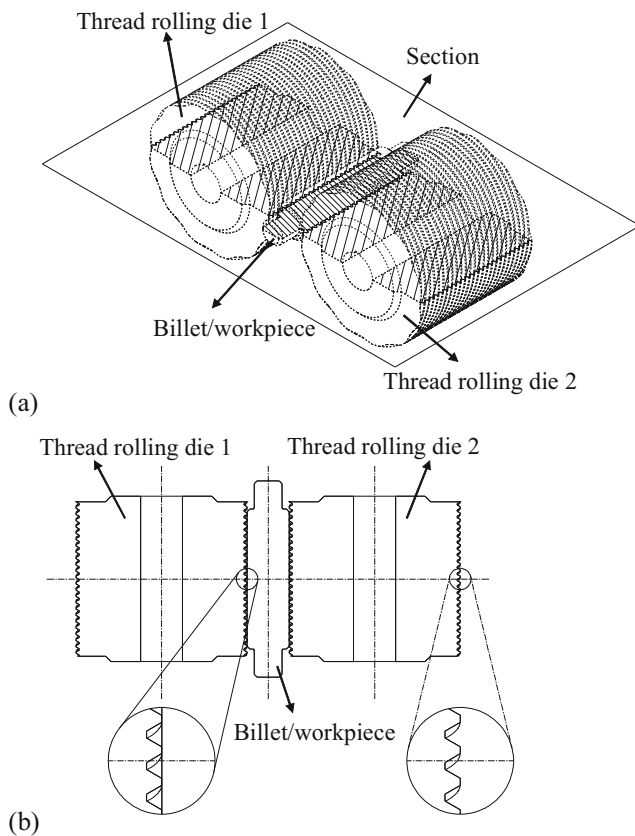 Thread rolling die 1
Section
Billet/workpiece
Thread rolling die 2
(a)
Thread rolling die 1
Thread rolling die 2
Billet/workpiece
(b)